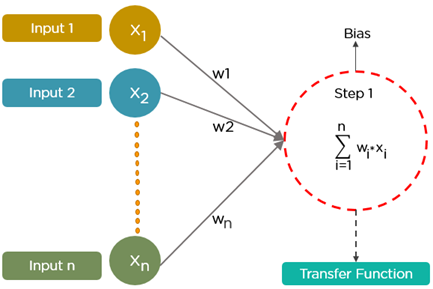 Input 1
X1
Input 2
X2
Input n
Xn
w1
w2
wn
Bias
Step 1
n
∑ wi*xi
i=1
Transfer Function